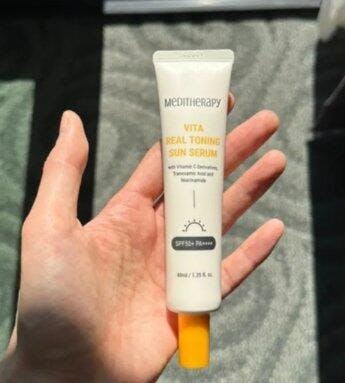 MEDITHERAPY
VITA
REAL TONING
SUN SERUM
with Vitamin C Derivatives,
Tranexamic Acid and
Niacinamide
SPF50+ PA++++
40ml / 1.35 fl. oz.